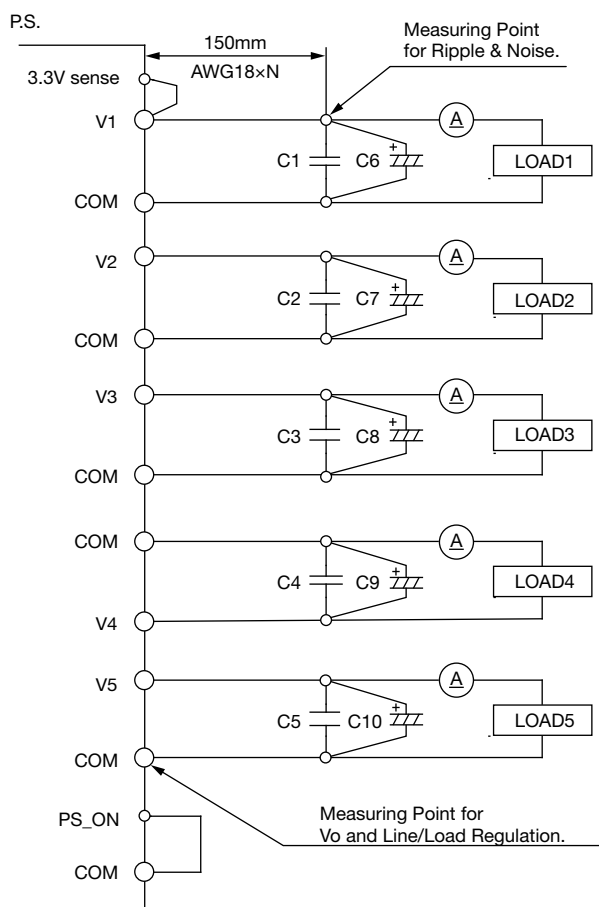 P.S.
150mm
AWG18×N
Measuring Point
for Ripple & Noise.
3.3V sense
V1
C1
C6
+
A
LOAD1
COM
V2
C2
C7
+
A
LOAD2
COM
V3
C3
C8
+
A
LOAD3
COM
COM
C4
C9
+
A
LOAD4
V4
V5
C5
C10
+
A
LOAD5
COM
PS_ON
COM
Measuring Point for
Vo and Line/Load Regulation.